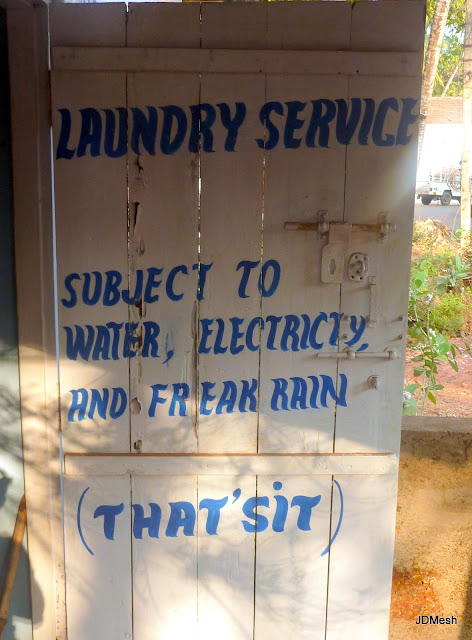 LAUNDRY SERVICE
SUBJECT TO
WATER, ELECTRICTY,
AND FREAK RAIN
(THAT'SiT)
JDMesh